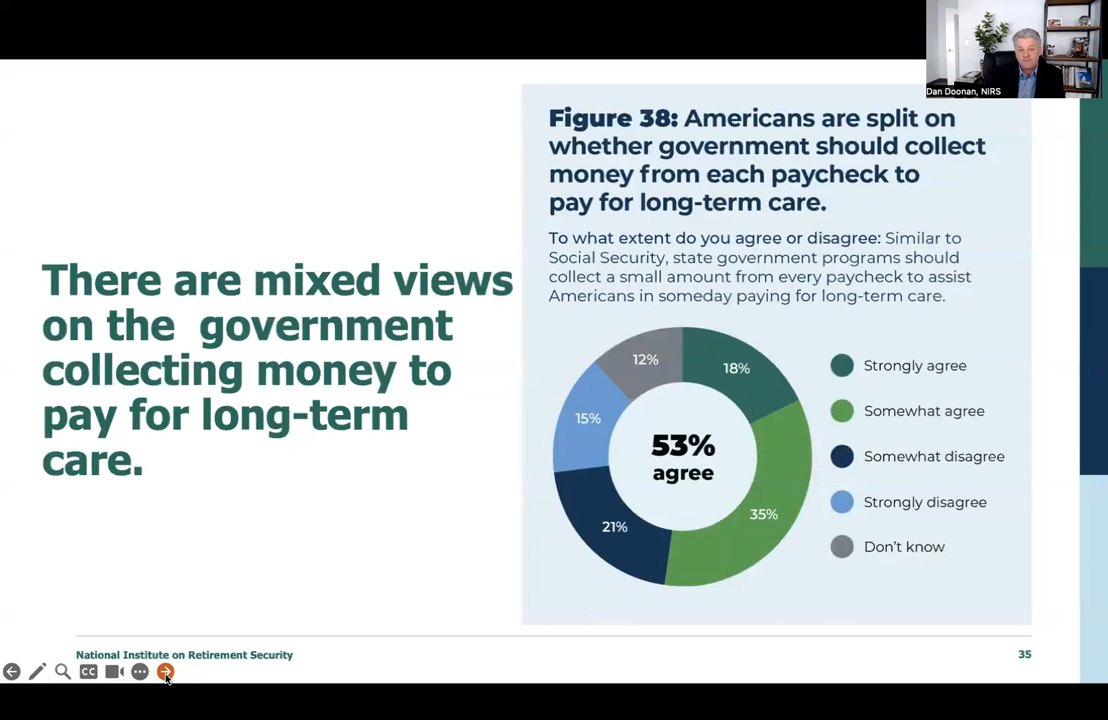 Dan Doonan, NIRS
There are mixed views
on the government
collecting money to
pay for long-term
care.
Figure 38: Americans are split on
whether government should collect
money from each paycheck to
pay for long-term care.
To what extent do you agree or disagree: Similar to
Social Security, state government programs should
collect a small amount from every paycheck to assist
Americans in someday paying for long-term care.
12%
18%
15%
53%
agree
21%
35%
Strongly agree
Somewhat agree
Somewhat disagree
Strongly disagree
Don't know
National Institute on Retirement Security
35
CC